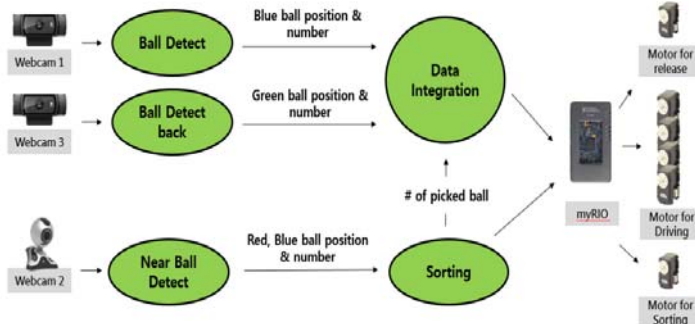 Webcam 1
Ball Detect
Blue ball position &
number
Data
Integration
Motor for
release
Webcam 3
Ball Detect
back
Green ball position &
number
# of picked ball
myRIO
Motor for
Driving
Webcam 2
Near Ball
Detect
Red, Blue ball position
& number
Sorting
Motor for
Sorting